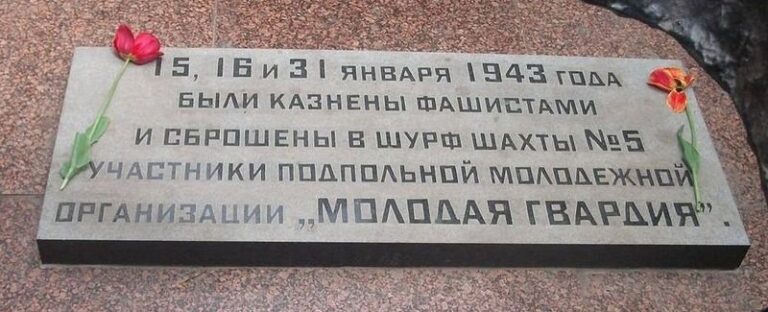 15, 16 и 31 ЯНВАРЯ 1943 ГОДА
БЫЛИ КАЗНЕНЫ ФАШИСТАМИ
И СБРОШЕНЫ В ШУРФ ШАХТЫ №5
УЧАСТНИКИ ПОДПОЛЬНОЙ МОЛОДЕЖНОЙ
ОРГАНИЗАЦИИ „МОЛОДАЯ ГВАРДИЯ”.